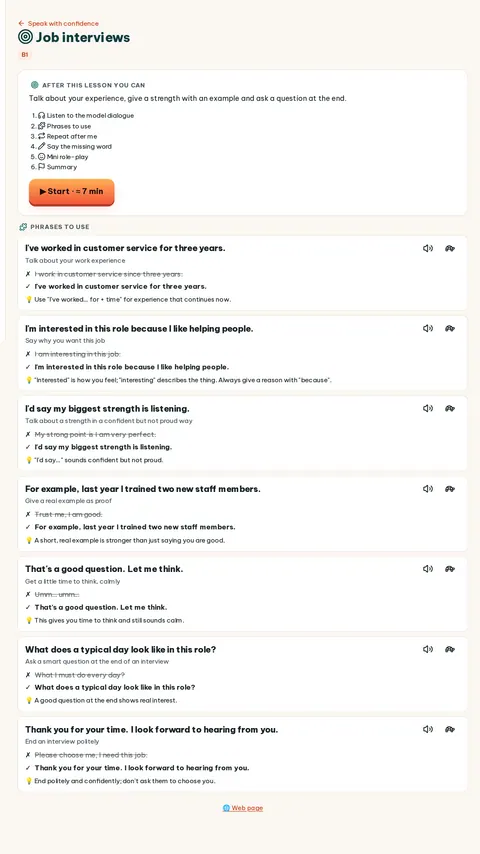 ← Speak with confidence
Job interviews
B1
AFTER THIS LESSON YOU CAN
Talk about your experience, give a strength with an example and ask a question at the end.
1. Listen to the model dialogue
2. Phrases to use
3. Repeat after me
4. Say the missing word
5. Mini role-play
6. Summary
▶ Start · ≈ 7 min
PHRASES TO USE
I've worked in customer service for three years.
Talk about your work experience
✗ I work in customer service since three years.
✓ I've worked in customer service for three years.
💡 Use "I've worked… for + time" for experience that continues now.
I'm interested in this role because I like helping people.
Say why you want this job
✗ I am interesting in this job.
✓ I'm interested in this role because I like helping people.
💡 "Interested" is how you feel; "interesting" describes the thing. Always give a reason with "because".
I'd say my biggest strength is listening.
Talk about a strength in a confident but not proud way
✗ My strong point is I am very perfect.
✓ I'd say my biggest strength is listening.
💡 "I'd say…" sounds confident but not proud.
For example, last year I trained two new staff members.
Give a real example as proof
✗ Trust me, I am good.
✓ For example, last year I trained two new staff members.
💡 A short, real example is stronger than just saying you are good.
That's a good question. Let me think.
Get a little time to think, calmly
✗ Umm… umm…
✓ That's a good question. Let me think.
💡 This gives you time to think and still sounds calm.
What does a typical day look like in this role?
Ask a smart question at the end of an interview
✗ What I must do every day?
✓ What does a typical day look like in this role?
💡 A good question at the end shows real interest.
Thank you for your time. I look forward to hearing from you.
End an interview politely
✗ Please choose me, I need this job.
✓ Thank you for your time. I look forward to hearing from you.
💡 End politely and confidently; don't ask them to choose you.
🌐 Web page